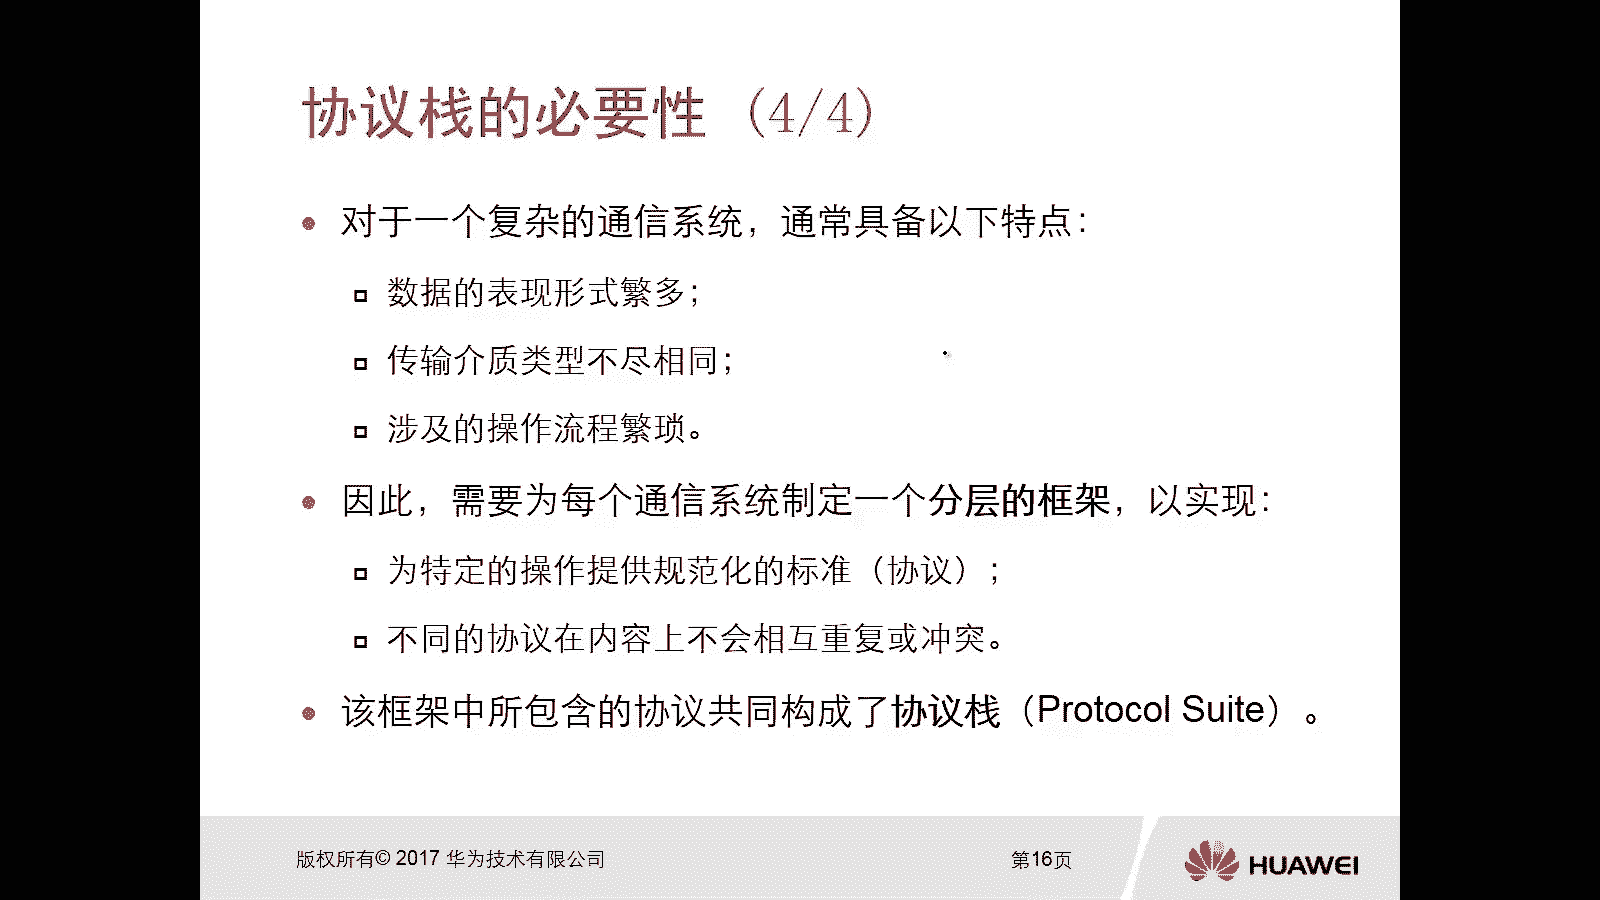 协议栈的必要性 (4/4)
对于一个复杂的通信系统，通常具备以下特点：
数据的表现形式繁多；
传输介质类型不尽相同；
涉及的操作流程繁琐。
因此，需要为每个通信系统制定一个分层的框架，以实现：
为特定的操作提供规范化的标准（协议）；
不同的协议在内容上不会相互重复或冲突。
该框架中所包含的协议共同构成了协议栈（Protocol Suite）。
版权所有© 2017 华为技术有限公司
第16页
HUAWEI